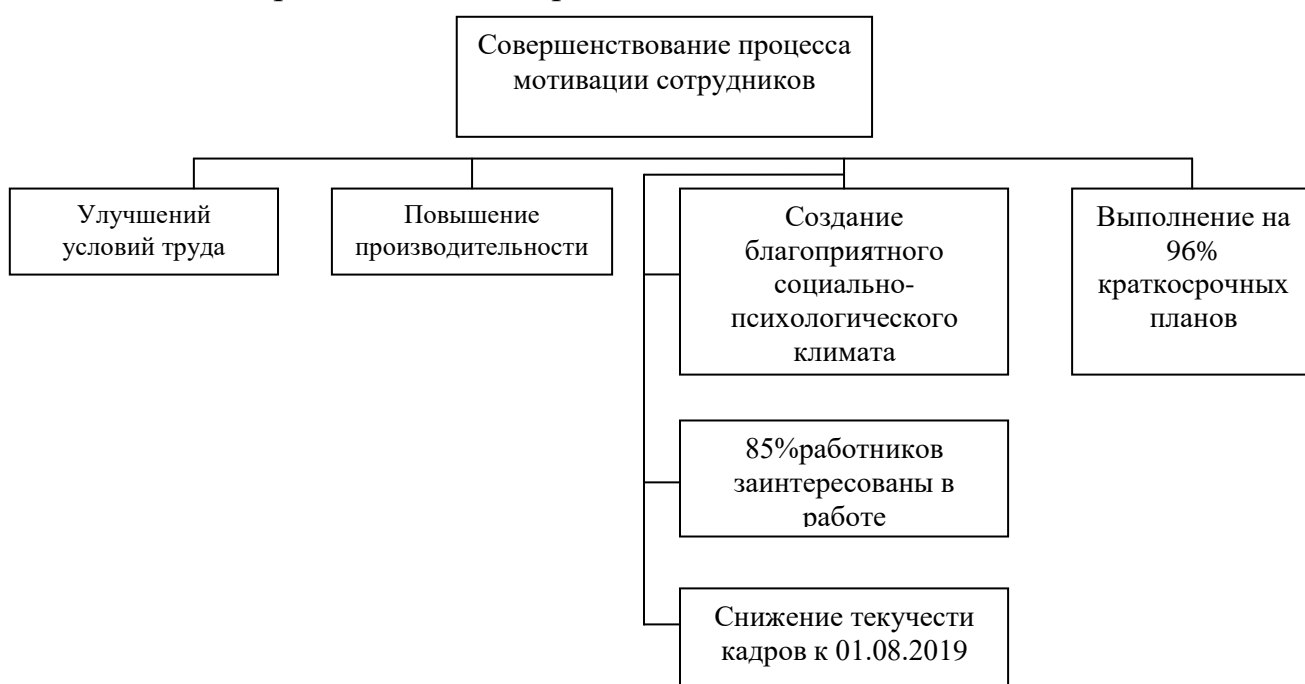 Совершенствование процесса
мотивации сотрудников
Улучшений
условий труда
Повышение
производительности
Создание
благоприятного
социально-
психологического
климата
Выполнение на
96%
краткосрочных
планов
85%работников
заинтересованы в
работе
Снижение текучести
кадров к 01.08.2019